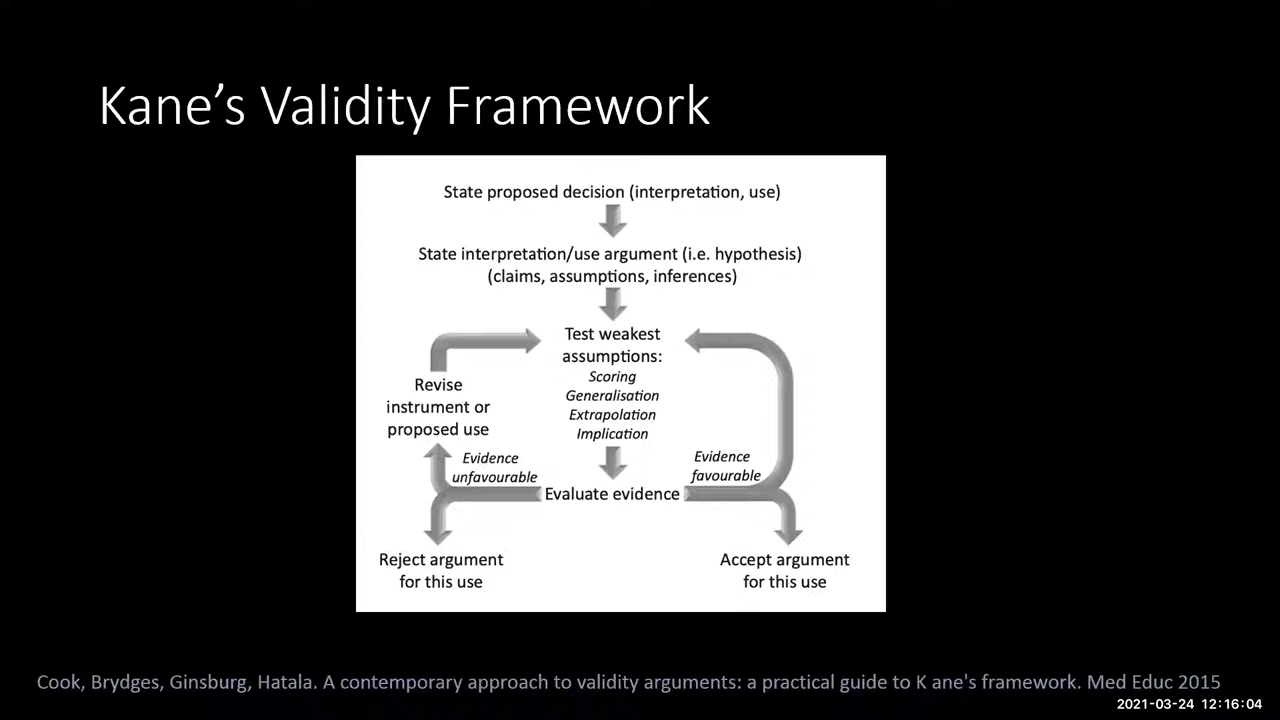 Kane’s Validity Framework
State proposed decision (interpretation, use)
State interpretation/use argument (i.e. hypothesis)
(claims, assumptions, inferences)
Test weakest
assumptions:
Scoring
Generalisation
Extrapolation
Implication
Revise
instrument or
proposed use
Evidence
unfavourable
Evidence
favourable
Evaluate evidence
Reject argument
for this use
Accept argument
for this use
Cook, Brydges, Ginsburg, Hatala. A contemporary approach to validity arguments: a practical guide to K ane's framework. Med Educ 2015
2021-03-24 12:16:04